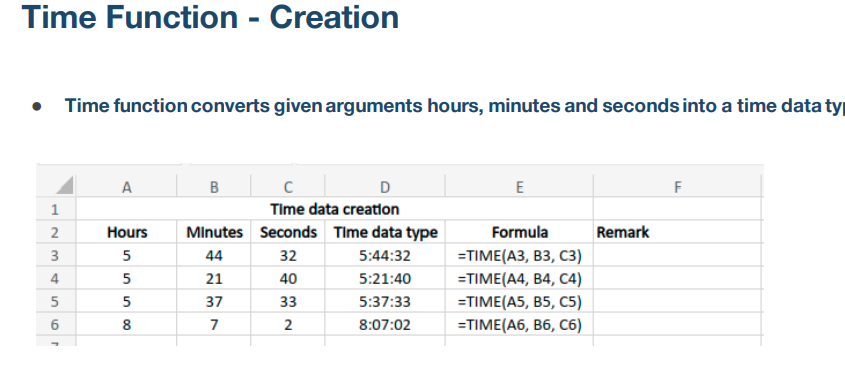 Time Function - Creation
● Time function converts given arguments hours, minutes and seconds into a time data
A B C D E F
1 Time data creation
2 Hours Minutes Seconds Time data type Formula Remark
3 5 44 32 5:44:32 =TIME(A3, B3, C3)
4 5 21 40 5:21:40 =TIME(A4, B4, C4)
5 5 37 33 5:37:33 =TIME(A5, B5, C5)
6 8 7 2 8:07:02 =TIME(A6, B6, C6)